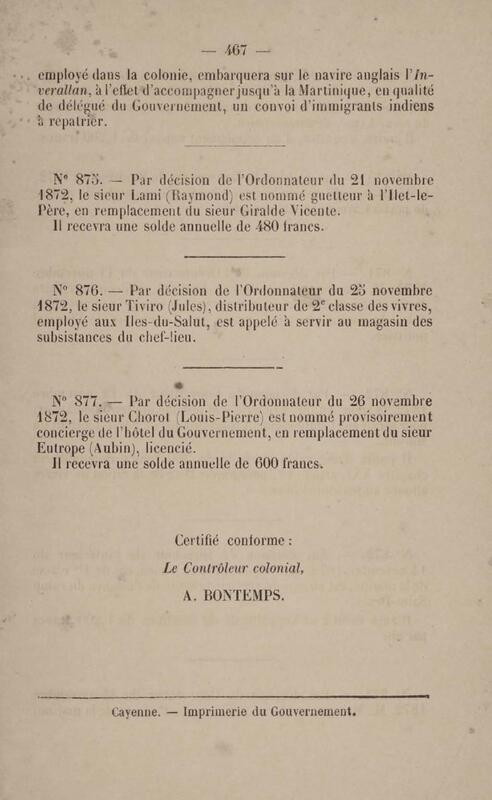 — 467 —
employé dans la colonie, embarquera sur le navire anglais l'In-
verallan, à l'effet d'accompagner jusqu'à la Martinique, en qualité
de délégué du Gouvernement, un convoi d'immigrants indiens
à repatrier.
N° 875. — Par décision de l'Ordonnateur du 21 novembre
1872, le sieur Lami (Raymond) est nommé guetteur à l'Ilet-le-
Père, en remplacement du sieur Giralde Vicente.
Il recevra une solde annuelle de 480 francs.
N° 876. — Par décision de l'Ordonnateur du 25 novembre
1872, le sieur Tiviro (Jules), distributeur de 2e classe des vivres,
employé aux Iles-du-Salut, est appelé à servir au magasin des
subsistances du chef-lieu.
N° 877. — Par décision de l'Ordonnateur du 26 novembre
1872, le sieur Chorot (Louis-Pierre) est nommé provisoirement
concierge de l'hôtel du Gouvernement, en remplacement du sieur
Eutrope (Aubin), licencié.
Il recevra une solde annuelle de 600 francs.
Certifié conforme :
Le Contrôleur colonial,
A. BONTEMPS.
Cayenne. — Imprimerie du Gouvernement.